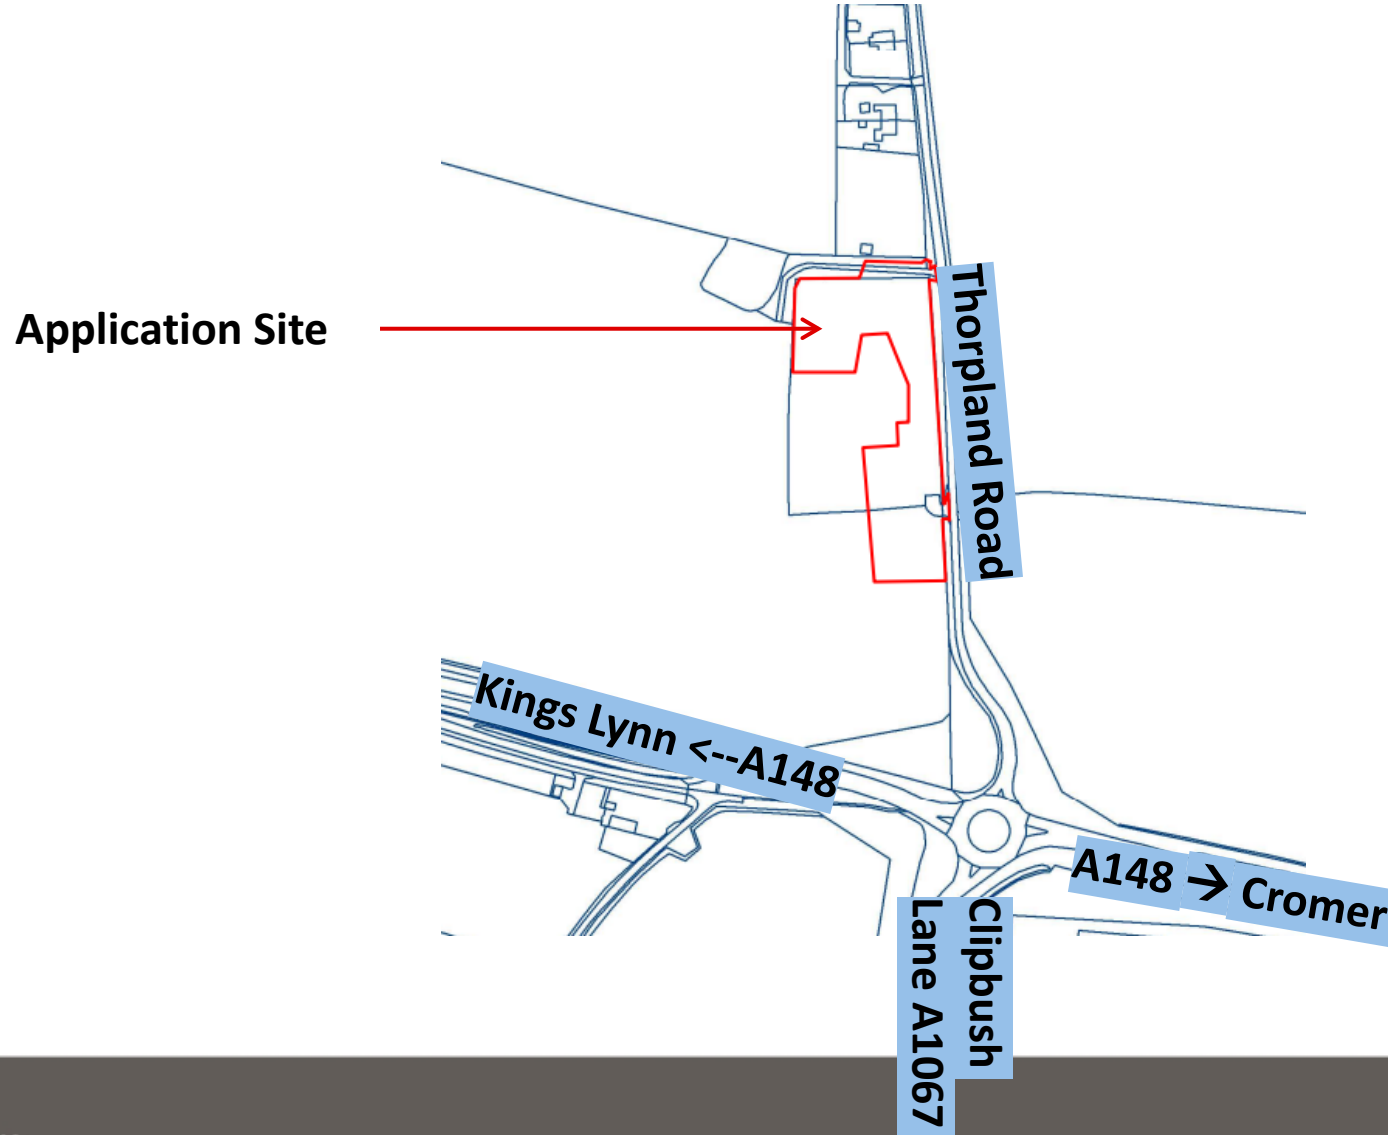 Application Site
Thorpland Road
Kings Lynn <--A148
A148 → Cromer
Clipbush
Lane A1067